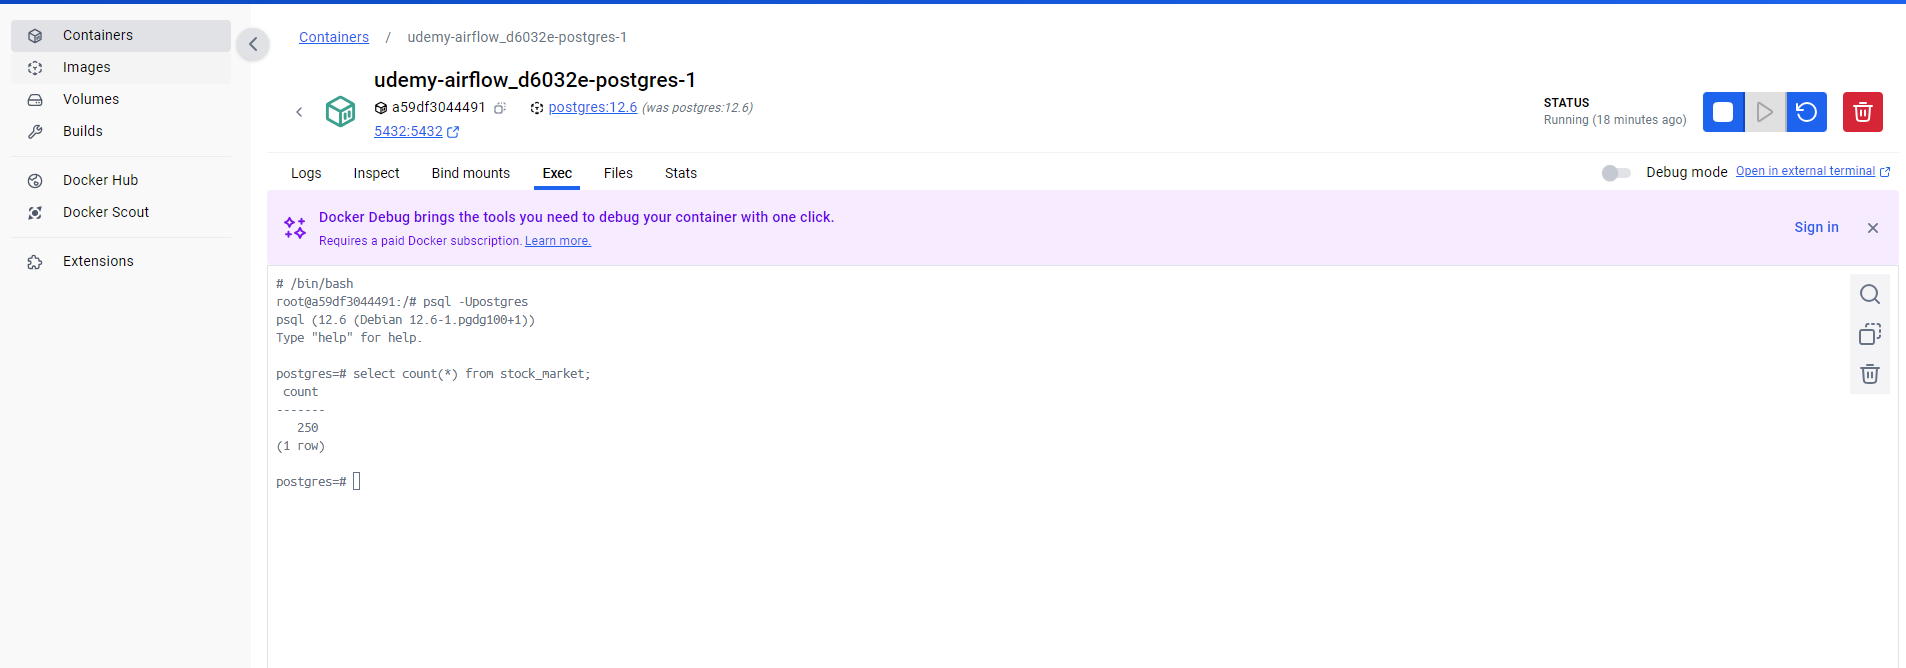 Containers
Images
Volumes
Builds
Docker Hub
Docker Scout
Extensions
Containers / udemy-airflow_d6032e-postgres-1
udemy-airflow_d6032e-postgres-1
a59df3044491 postgres:12.6 (was postgres:12.6)
5432:5432
STATUS
Running (18 minutes ago)
Logs Inspect Bind mounts Exec Files Stats
Debug mode Open in external terminal
Docker Debug brings the tools you need to debug your container with one click.
Requires a paid Docker subscription. Learn more.
Sign in
# /bin/bash
root@a59df3044491:/# psql -Upostgres
psql (12.6 (Debian 12.6-1.pgdg100+1))
Type "help" for help.
postgres=# select count(*) from stock_market;
count
-------
250
(1 row)
postgres=#